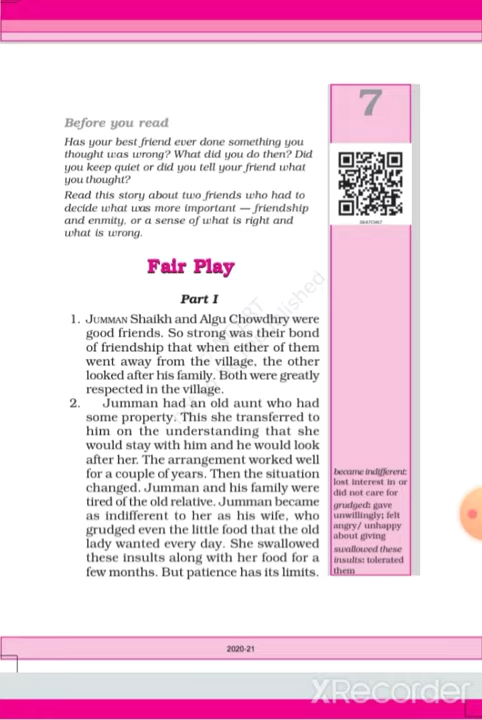 7
Before you read
Has your best friend ever done something you
thought was wrong? What did you do then? Did
you keep quiet or did you tell your friend what
you thought?
Read this story about two friends who had to
decide what was more important — friendship
and enmity, or a sense of what is right and
what is wrong.
Fair Play
Part I
1. JUMMAN Shaikh and Algu Chowdhry were
good friends. So strong was their bond
of friendship that when either of them
went away from the village, the other
looked after his family. Both were greatly
respected in the village.
2. Jumman had an old aunt who had
some property. This she transferred to
him on the understanding that she
would stay with him and he would look
after her. The arrangement worked well
for a couple of years. Then the situation
changed. Jumman and his family were
tired of the old relative. Jumman became
as indifferent to her as his wife, who
grudged even the little food that the old
lady wanted every day. She swallowed
these insults along with her food for a
few months. But patience has its limits.
became indifferent:
lost interest in or
did not care for
grudged: gave
unwillingly; felt
angry/ unhappy
about giving
swallowed these
insults: tolerated
them
2020-21
XRecorder